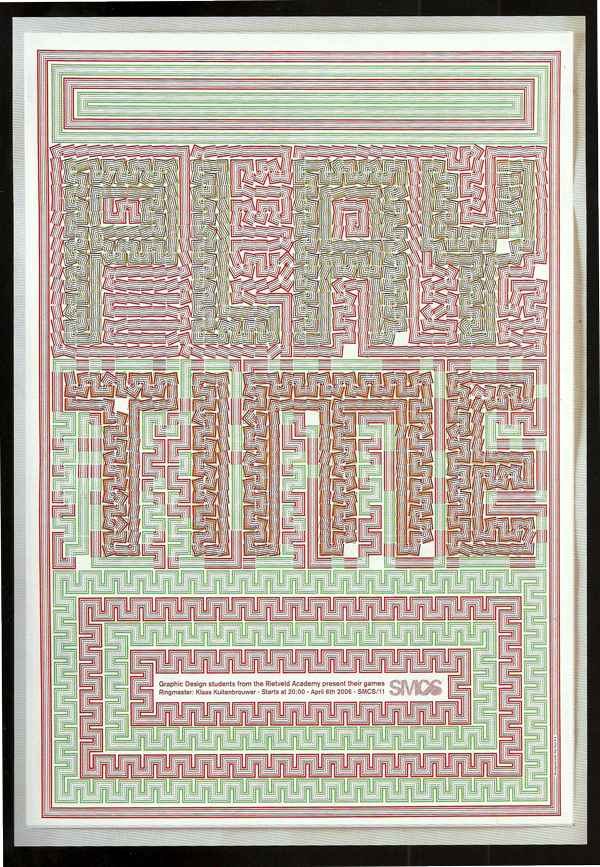 PLAY
TIME
Graphic Design students from the Rietveld Academy present their games
Ringmaster: Klaas Kuitenbrouwer - Starts at 20:00 - April 6th 2006 - SMCS/11
SMCS